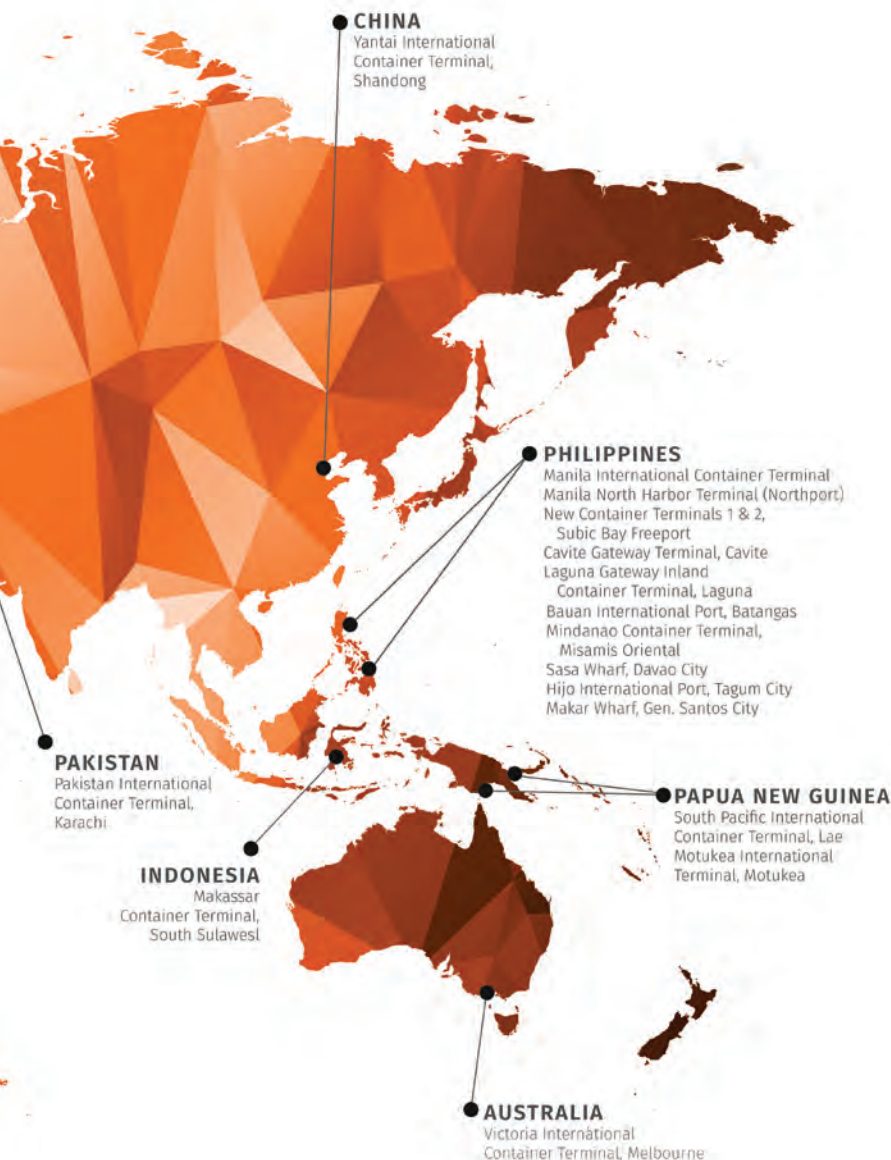 CHINA
Yantai International
Container Terminal,
Shandong
PHILIPPINES
Manila International Container Terminal
Manila North Harbor Terminal (Northport)
New Container Terminals 1 & 2,
Subic Bay Freeport
Cavite Gateway Terminal, Cavite
Laguna Gateway Inland
Container Terminal, Laguna
Bauan International Port, Batangas
Mindanao Container Terminal,
Misamis Oriental
Sasa Wharf, Davao City
Hijo International Port, Tagum City
Makar Wharf, Gen. Santos City
PAKISTAN
Pakistan International
Container Terminal,
Karachi
PAPUA NEW GUINEA
South Pacific International
Container Terminal, Lae
Motukea International
Terminal, Motukea
INDONESIA
Makassar
Container Terminal,
South Sulawesl
AUSTRALIA
Victoria International
Container Terminal, Melbourne